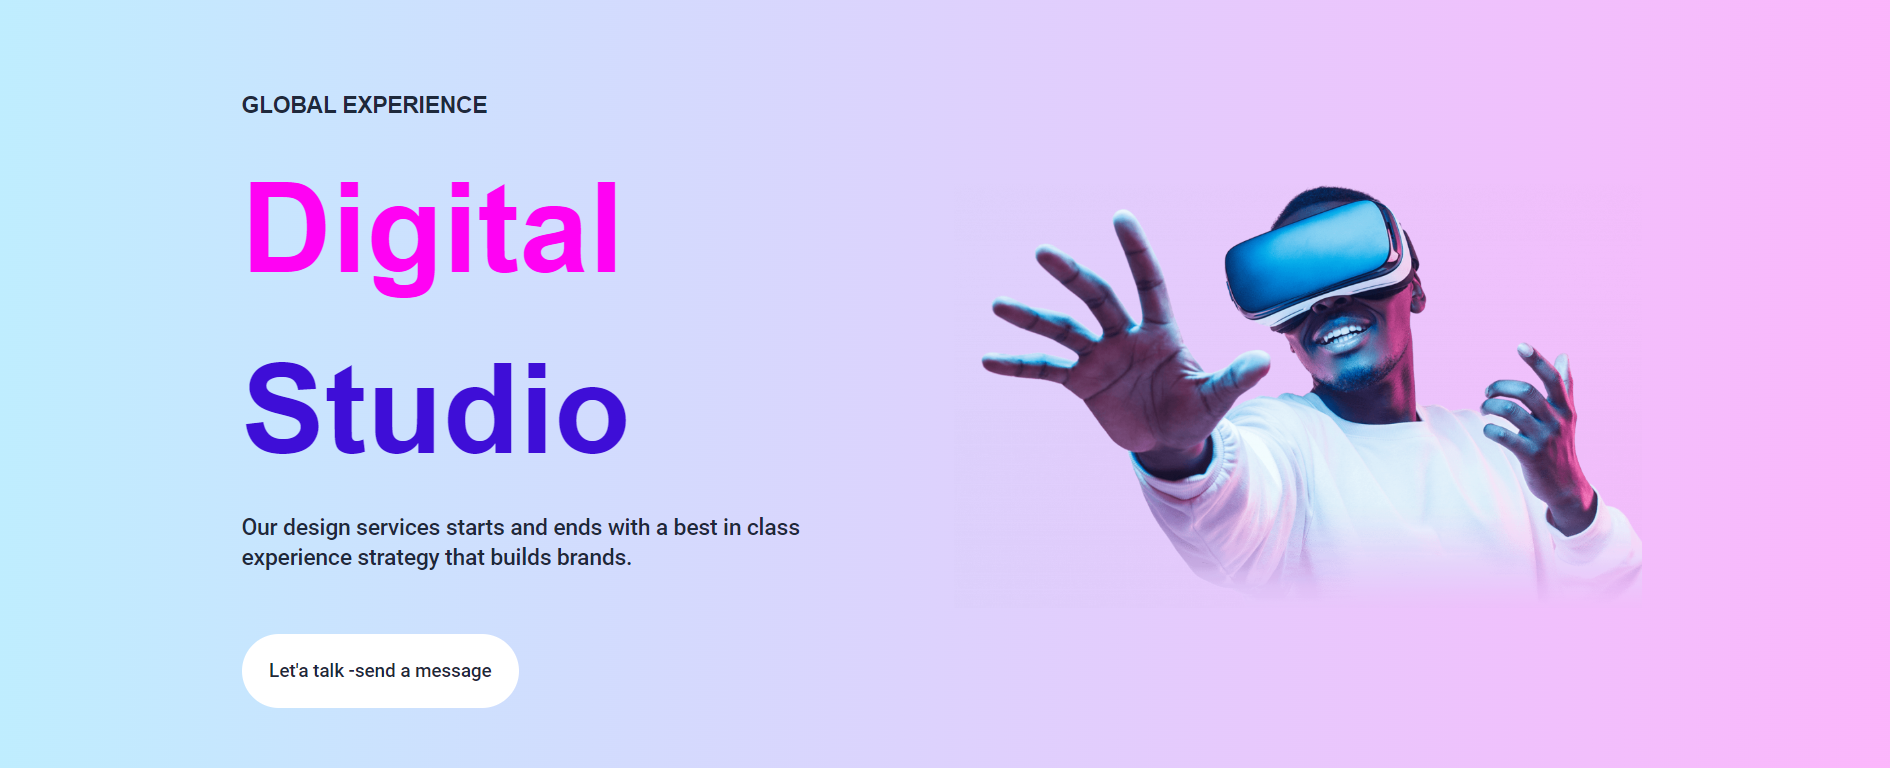 GLOBAL EXPERIENCE
Digital
Studio
Our design services starts and ends with a best in class
experience strategy that builds brands.
Let'a talk -send a message